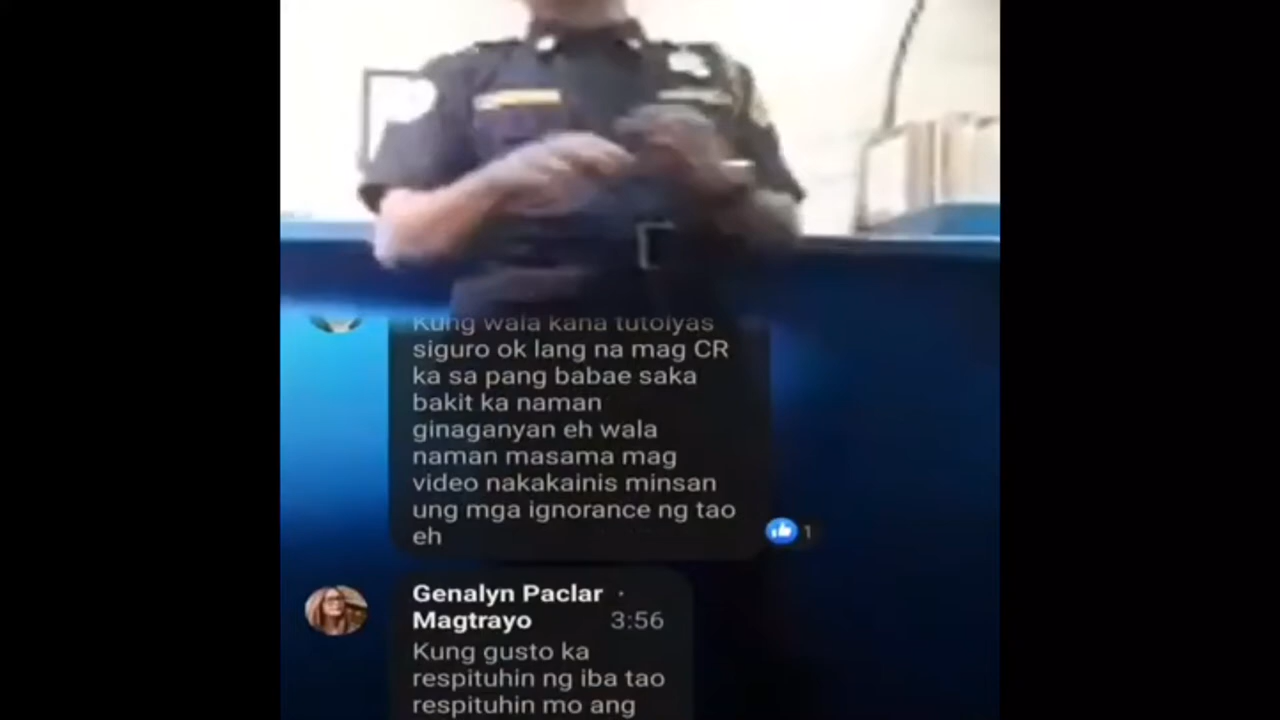 Kung wala kana tutolyas
siguro ok lang na mag CR
ka sa pang babae saka
bakit ka naman
ginaganyan eh wala
naman masama mag
video nakakainis minsan
ung mga ignorance ng tao
eh
1
Genalyn Paclar ·
Magtrayo 3:56
Kung gusto ka
respituhin ng iba tao
respituhin mo ang